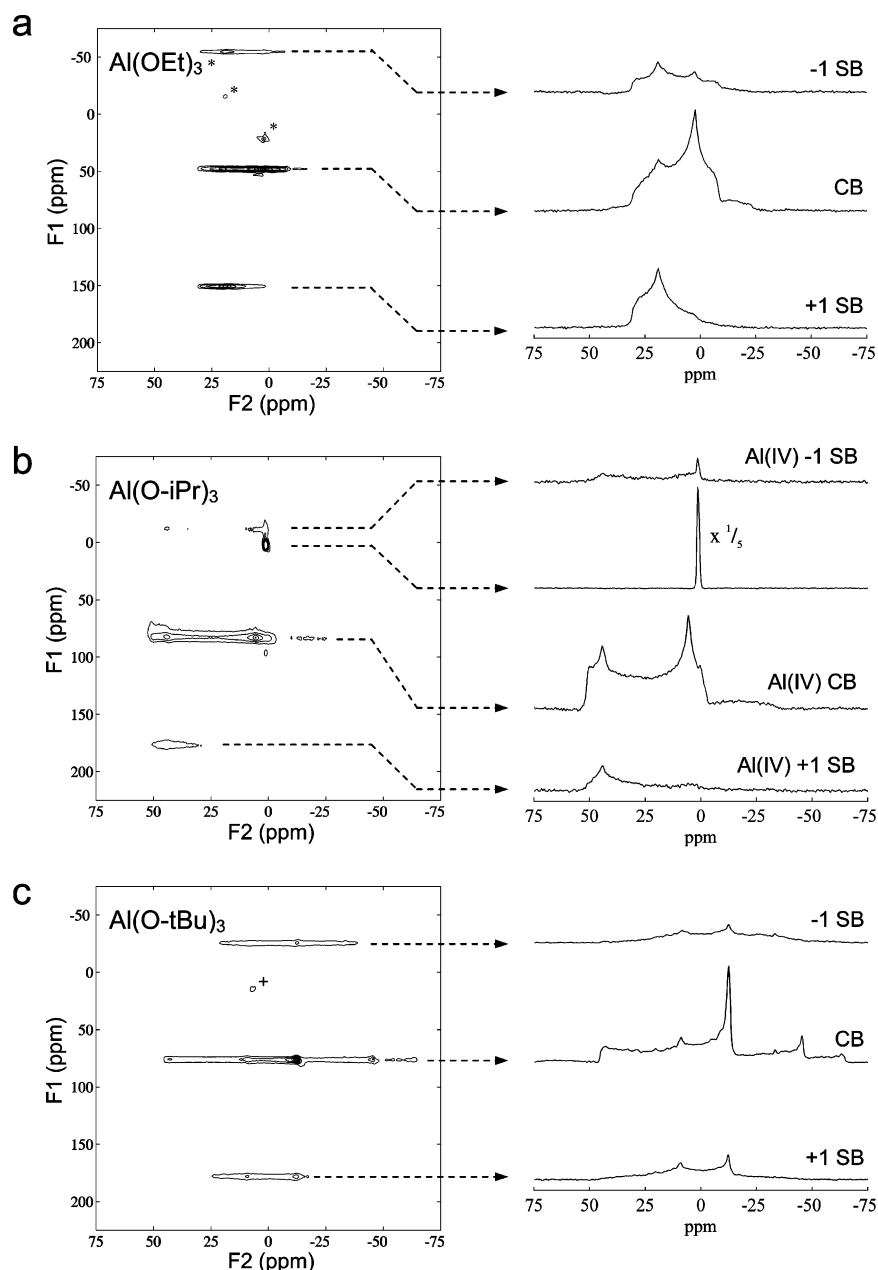 a
Al(OEt)3
*
*
*
-50
0
50
100
150
200
F1 (ppm)
75 50 25 0 -25 -50 -75
F2 (ppm)
-1 SB
CB
+1 SB
75 50 25 0 -25 -50 -75
ppm
b
Al(O-iPr)3
-50
0
50
100
150
200
F1 (ppm)
75 50 25 0 -25 -50 -75
F2 (ppm)
Al(IV) -1 SB
x 1/5
Al(IV) CB
Al(IV) +1 SB
75 50 25 0 -25 -50 -75
ppm
c
Al(O-tBu)3
+
-50
0
50
100
150
200
F1 (ppm)
75 50 25 0 -25 -50 -75
F2 (ppm)
-1 SB
CB
+1 SB
75 50 25 0 -25 -50 -75
ppm